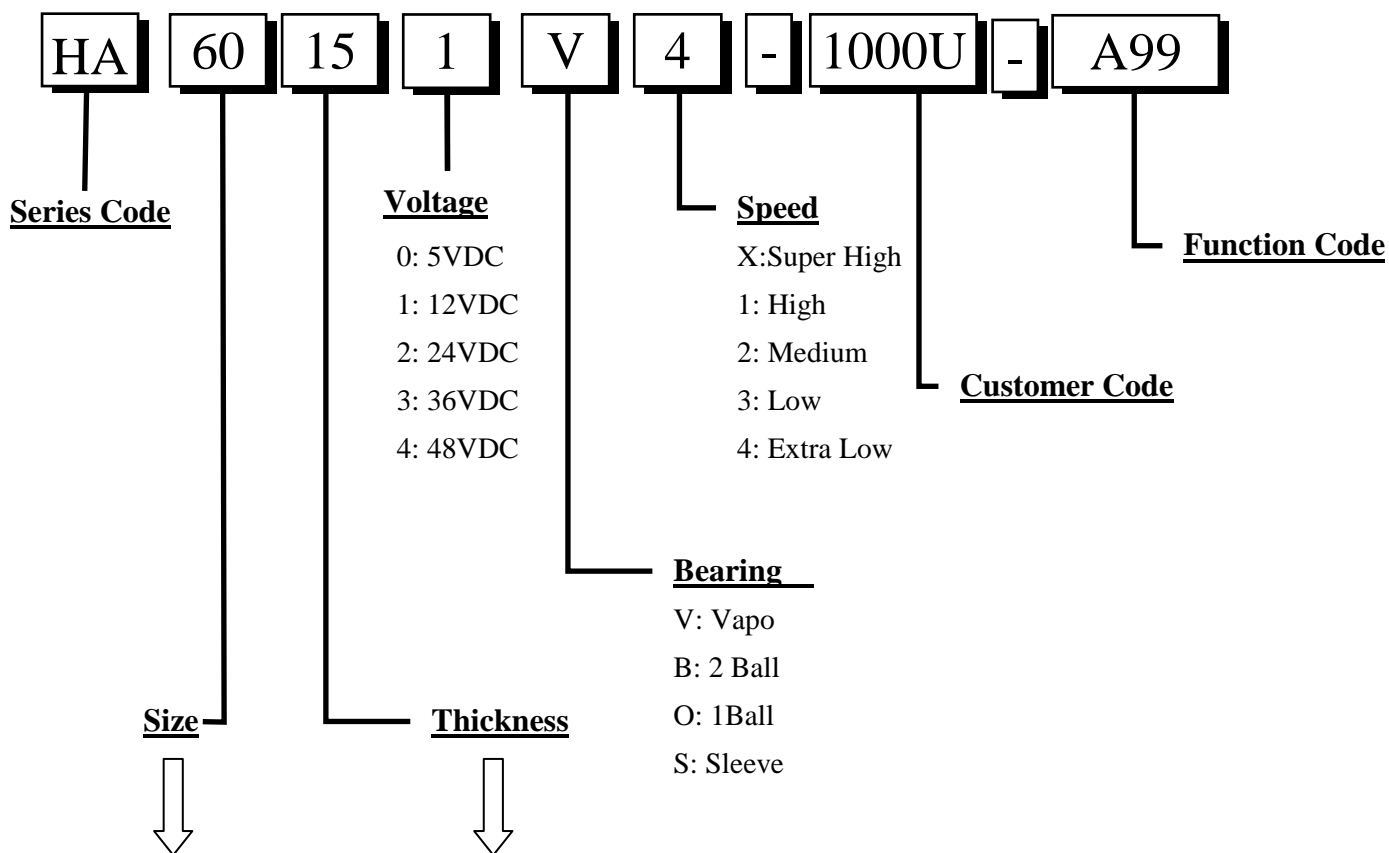 HA 60 15 1 V 4 - 1000U - A99
Series Code
Voltage
0: 5VDC
1: 12VDC
2: 24VDC
3: 36VDC
4: 48VDC
Speed
X:Super High
1: High
2: Medium
3: Low
4: Extra Low
Function Code
Customer Code
Bearing
V: Vapo
B: 2 Ball
O: 1Ball
S: Sleeve
Size
Thickness